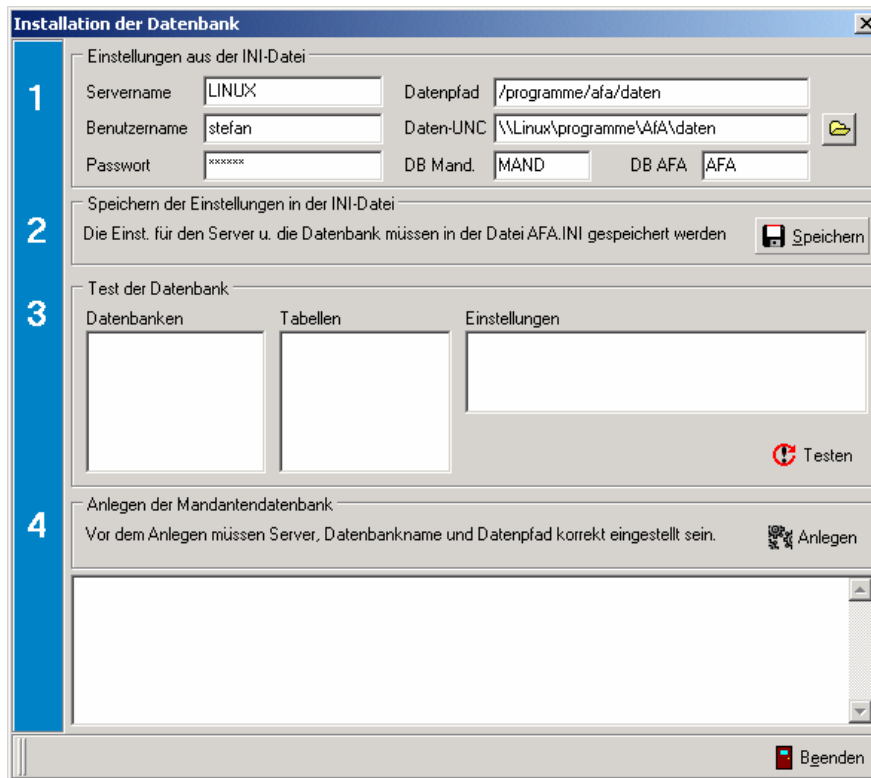 Installation der Datenbank
1
Einstellungen aus der INI-Datei
Servername LINUX Datenpfad /programme/afa/daten
Benutzername stefan Daten-UNC \\Linux\programme\AfA\daten
Passwort ×××××× DB Mand. MAND DB AFA AFA
2
Speichern der Einstellungen in der INI-Datei
Die Einst. für den Server u. die Datenbank müssen in der Datei AFA.INI gespeichert werden Speichern
3
Test der Datenbank
Datenbanken Tabellen Einstellungen
Testen
4
Anlegen der Mandantendatenbank
Vor dem Anlegen müssen Server, Datenbankname und Datenpfad korrekt eingestellt sein. Anlegen
Beenden